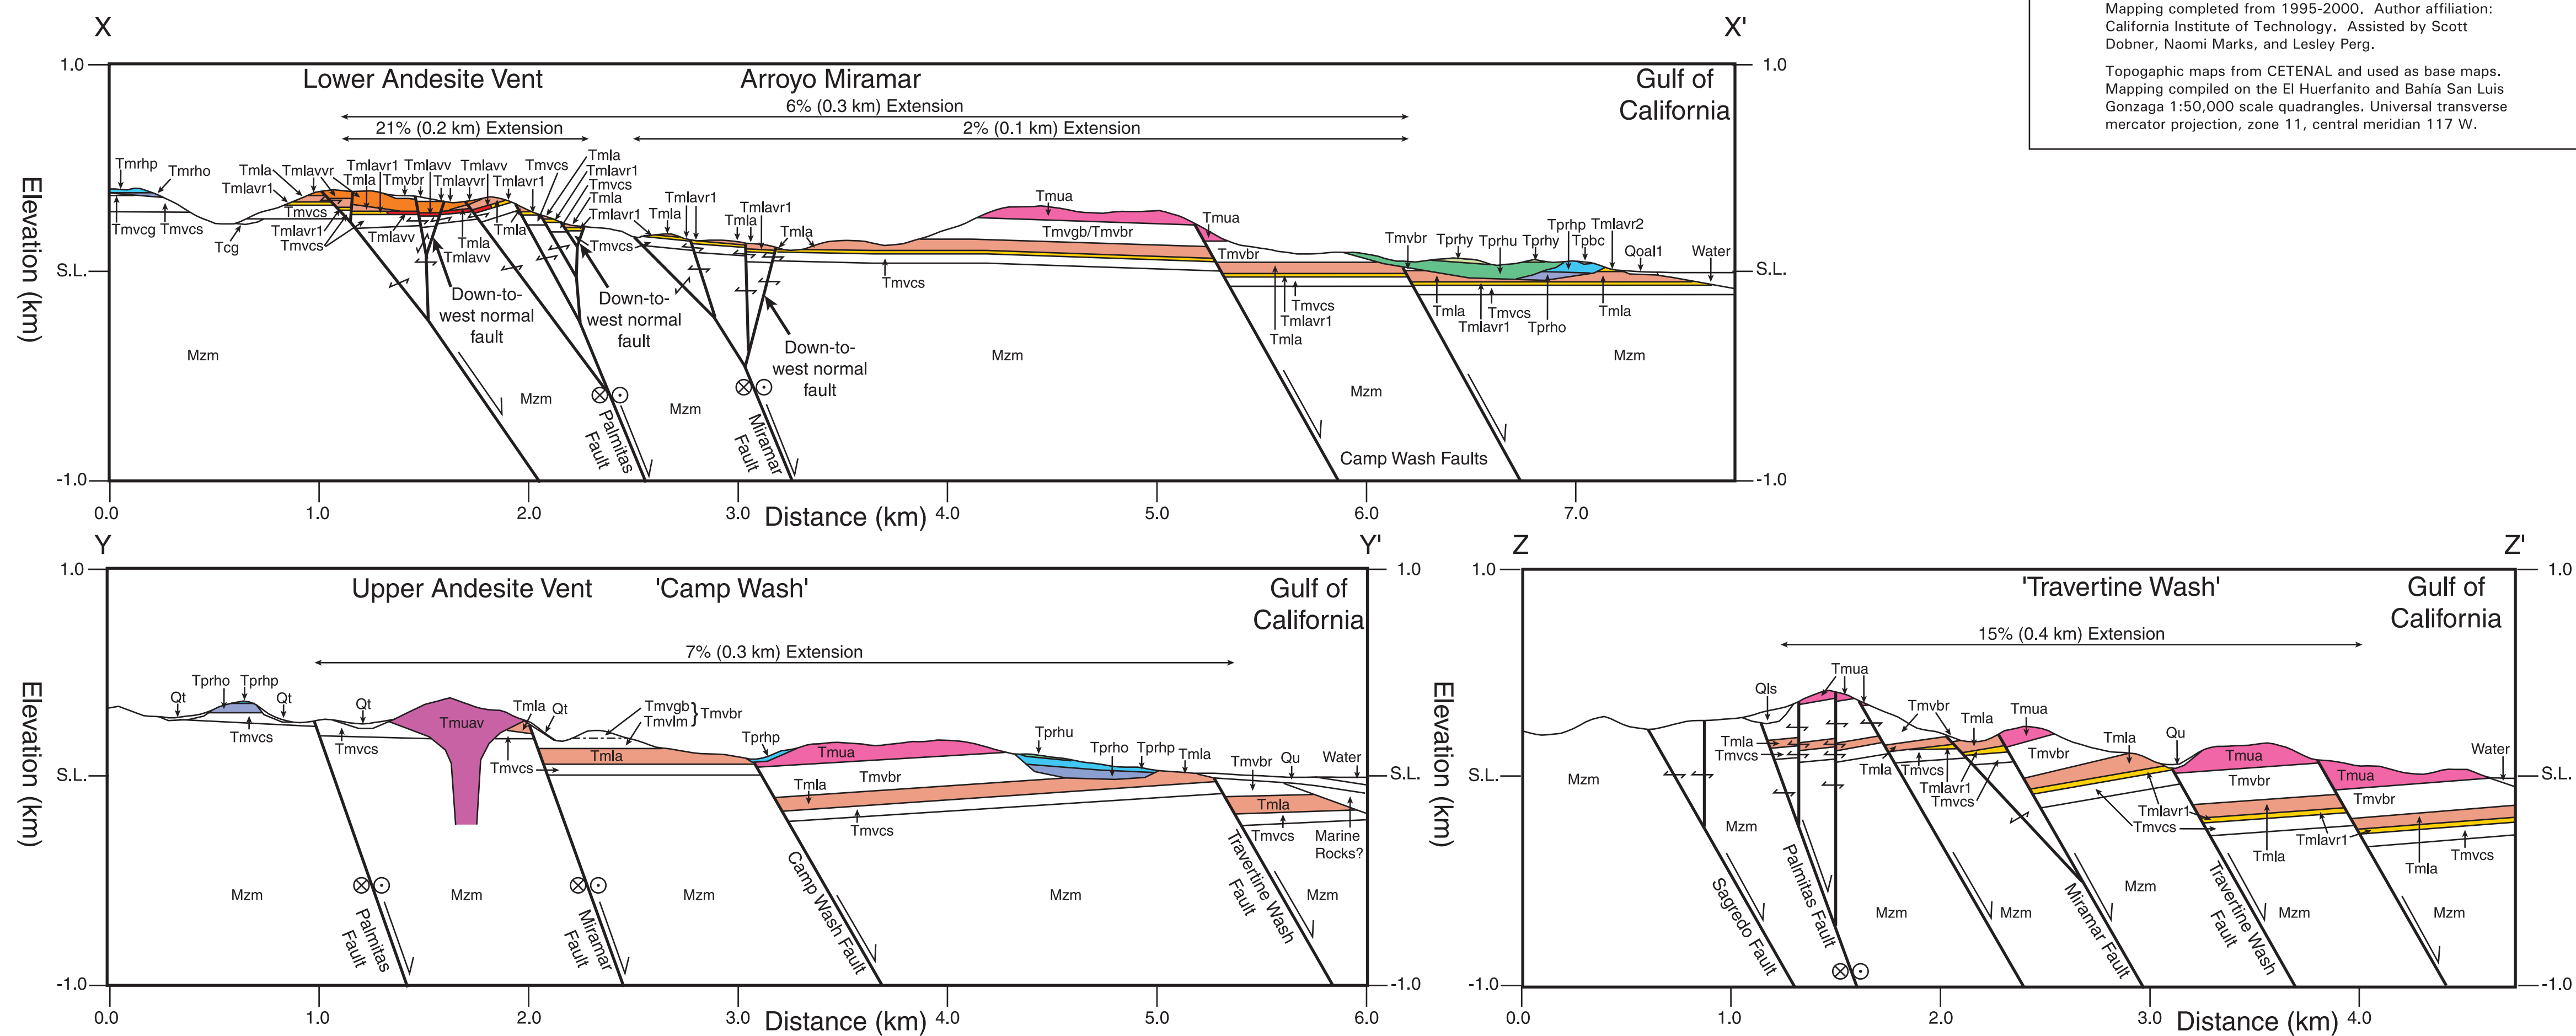 Mapping completed from 1995-2000. Author affiliation:
California Institute of Technology. Assisted by Scott
Dobner, Naomi Marks, and Lesley Perg.
Topogaphic maps from CETENAL and used as base maps.
Mapping compiled on the El Huerfanito and Bahía San Luis
Gonzaga 1:50,000 scale quadrangles. Universal transverse
mercator projection, zone 11, central meridian 117 W.
X X'
1.0 1.0
Lower Andesite Vent Arroyo Miramar Gulf of
California
6% (0.3 km) Extension
21% (0.2 km) Extension 2% (0.1 km) Extension
Elevation (km)
S.L. S.L.
-1.0 -1.0
Tmrhp Tmrho Tmla Tmlavvr Tmlavr1 Tmlavv Tmlavv Tmvcs Tmla
Tmlavr1
Tmvcs
Tmla
Tmlavr1
Tmlavr1 Tmla Tmvbr Tmlavvr Tmlavr1
Tmvcg Tmvcs Tcg Tmvcs Tmlavr1 Tmvcs Tmlavv Tmla Tmlavv Tmla Tmvcs
Tmla Tmlavr1 Tmla Tmlavr1 Tmla
Tmua Tmua
Tmvgb/Tmvbr Tmvbr
Tmvcs
Tmvbr Tprhy Tprhu Tprhy Tprhp Tpbc Tmlavr2 Qoal1 Water
Tmvcs
Tmlavr1
Tmla
Tmla Tmlavr1 Tmvcs Tprho Tmla
Down-to-
west normal
fault
Down-to-
west normal
fault
Down-to-
west normal
fault
Mzm Mzm Mzm Mzm Mzm Mzm
Palmitas
Fault
Miramar
Fault
Camp Wash Faults
0.0 1.0 2.0 3.0 4.0 5.0 6.0 7.0
Distance (km)
Y Y'
1.0 1.0
Upper Andesite Vent 'Camp Wash' Gulf of
California
7% (0.3 km) Extension
Elevation (km)
S.L. S.L.
-1.0 -1.0
Qt Tprho Tprhp Qt Qt Tmla Qt Tmvgb
Tmvlm
} Tmvbr
Tmvcs Tmvcs Tmuav Tmvcs Tmla
Tprhp Tmua Tprhu Tprho Tprhp Tmla Tmvbr Qu Water
Tmla Tmvbr Tmvcs Tmla Tmvcs
Marine
Rocks?
Mzm Mzm Mzm Mzm Mzm
Palmitas
Fault
Miramar
Fault
Camp Wash Fault
Travertine Wash
Fault
0.0 1.0 2.0 3.0 4.0 5.0 6.0
Distance (km)
Z Z'
1.0 1.0
'Travertine Wash' Gulf of
California
15% (0.4 km) Extension
Elevation (km)
S.L. S.L.
-1.0 -1.0
Qls Tmua Tmvbr Tmla Tmua Tmla Qu Tmua Water
Tmla
Tmvcs
Tmla Tmvcs
Tmlavr1
Tmvcs
Tmvbr Tmvbr Tmua Tmvbr
Tmlavr1
Tmvcs
Tmla Tmlavr1 Tmla Tmvcs
Mzm Mzm Mzm Mzm Mzm Mzm Mzm
Sagredo Fault
Palmitas Fault
Miramar Fault
Travertine Wash
Fault
0.0 1.0 2.0 3.0 4.0
Distance (km)